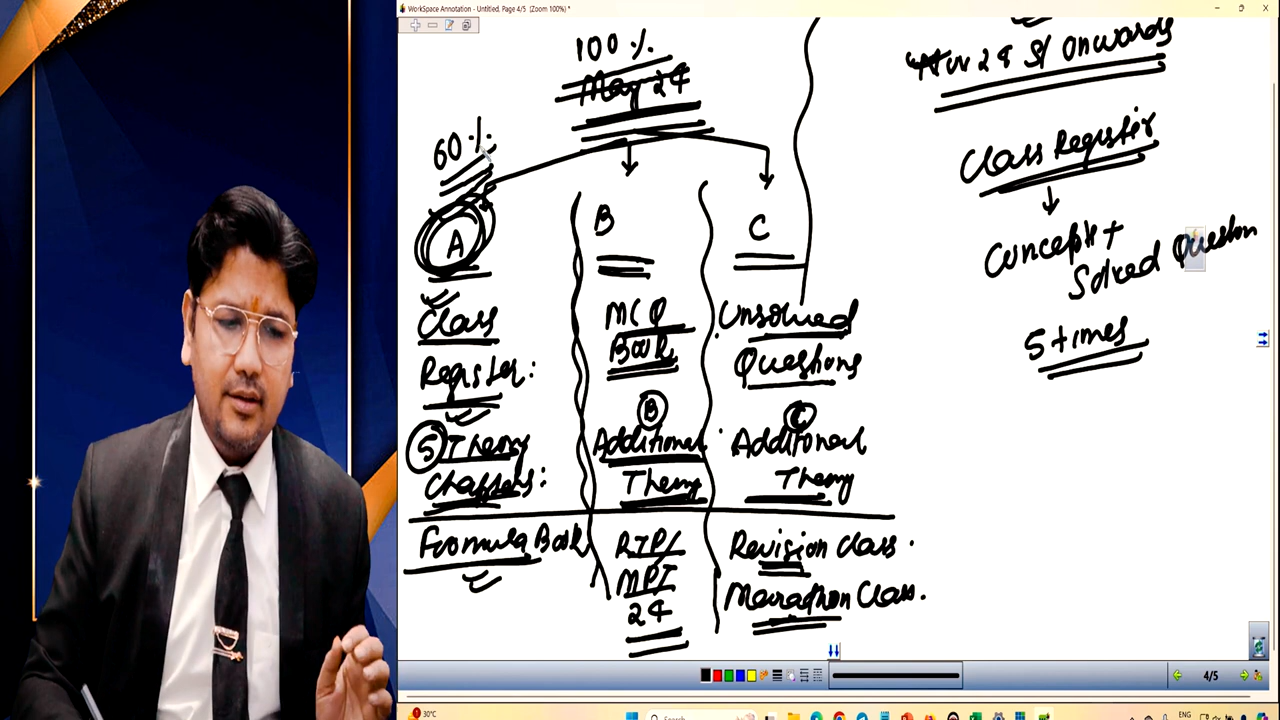 WorkSpace Annotation - Untitled, Page 4/5 (Zoom 100%) *
100 %
May 24
60 %
A
Class
Register:
5 Theory
Chapters:
Formula Book
B
MCQ
Book
B
Additional
Theory
RTP/
MPT
24
C
Unsolved
Questions
C
Additional
Theory
Revision Class.
Marathon Class.
24 onwards
Class Register
Concept +
Solved Question
5 times
4/5
30°C
Search
ENG